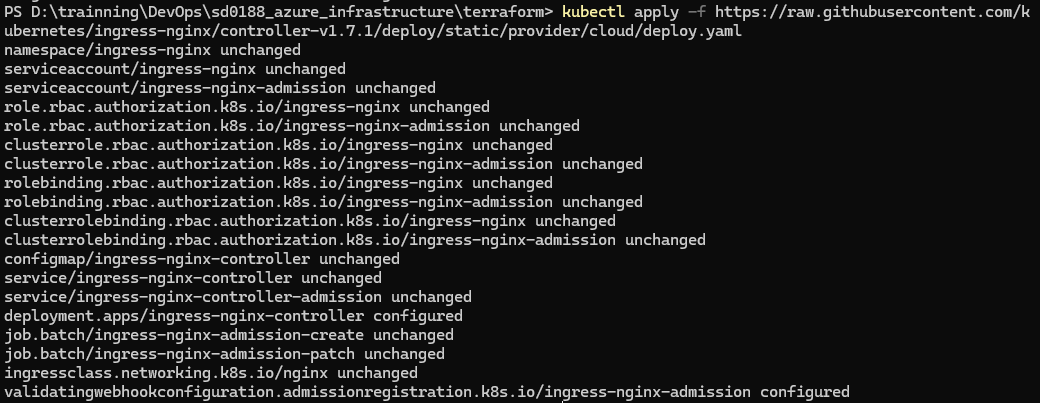 PS D:\trainning\DevOps\sd0188_azure_infrastructure\terraform> kubectl apply -f https://raw.githubusercontent.com/k
ubernetes/ingress-nginx/controller-v1.7.1/deploy/static/provider/cloud/deploy.yaml
namespace/ingress-nginx unchanged
serviceaccount/ingress-nginx unchanged
serviceaccount/ingress-nginx-admission unchanged
role.rbac.authorization.k8s.io/ingress-nginx unchanged
role.rbac.authorization.k8s.io/ingress-nginx-admission unchanged
clusterrole.rbac.authorization.k8s.io/ingress-nginx unchanged
clusterrole.rbac.authorization.k8s.io/ingress-nginx-admission unchanged
rolebinding.rbac.authorization.k8s.io/ingress-nginx unchanged
rolebinding.rbac.authorization.k8s.io/ingress-nginx-admission unchanged
clusterrolebinding.rbac.authorization.k8s.io/ingress-nginx unchanged
clusterrolebinding.rbac.authorization.k8s.io/ingress-nginx-admission unchanged
configmap/ingress-nginx-controller unchanged
service/ingress-nginx-controller unchanged
service/ingress-nginx-controller-admission unchanged
deployment.apps/ingress-nginx-controller configured
job.batch/ingress-nginx-admission-create unchanged
job.batch/ingress-nginx-admission-patch unchanged
ingressclass.networking.k8s.io/nginx unchanged
validatingwebhookconfiguration.admissionregistration.k8s.io/ingress-nginx-admission configured